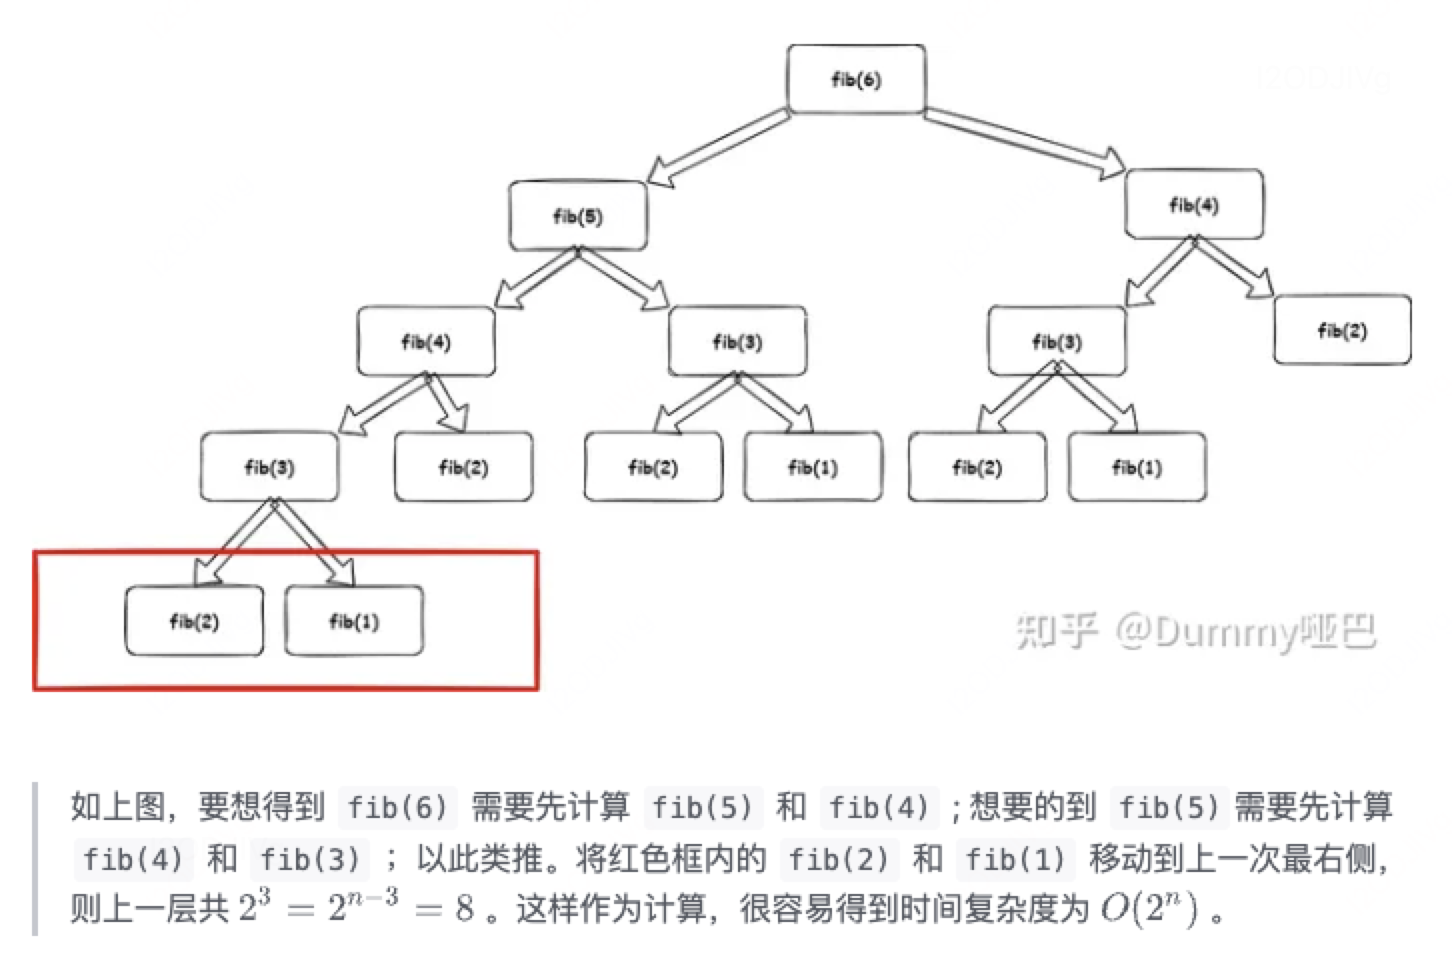 fib(6)
fib(5)
fib(4)
fib(4)
fib(3)
fib(3)
fib(2)
fib(3)
fib(2)
fib(2)
fib(1)
fib(2)
fib(1)
fib(2)
fib(1)
知乎 @Dummy哑巴
如上图，要想得到 fib(6) 需要先计算 fib(5) 和 fib(4) ;想要的到 fib(5)需要先计算
fib(4) 和 fib(3) ；以此类推。将红色框内的 fib(2) 和 fib(1) 移动到上一次最右侧，
则上一层共 2^3 = 2^{n-3} = 8 。这样作为计算，很容易得到时间复杂度为 O(2^n) 。